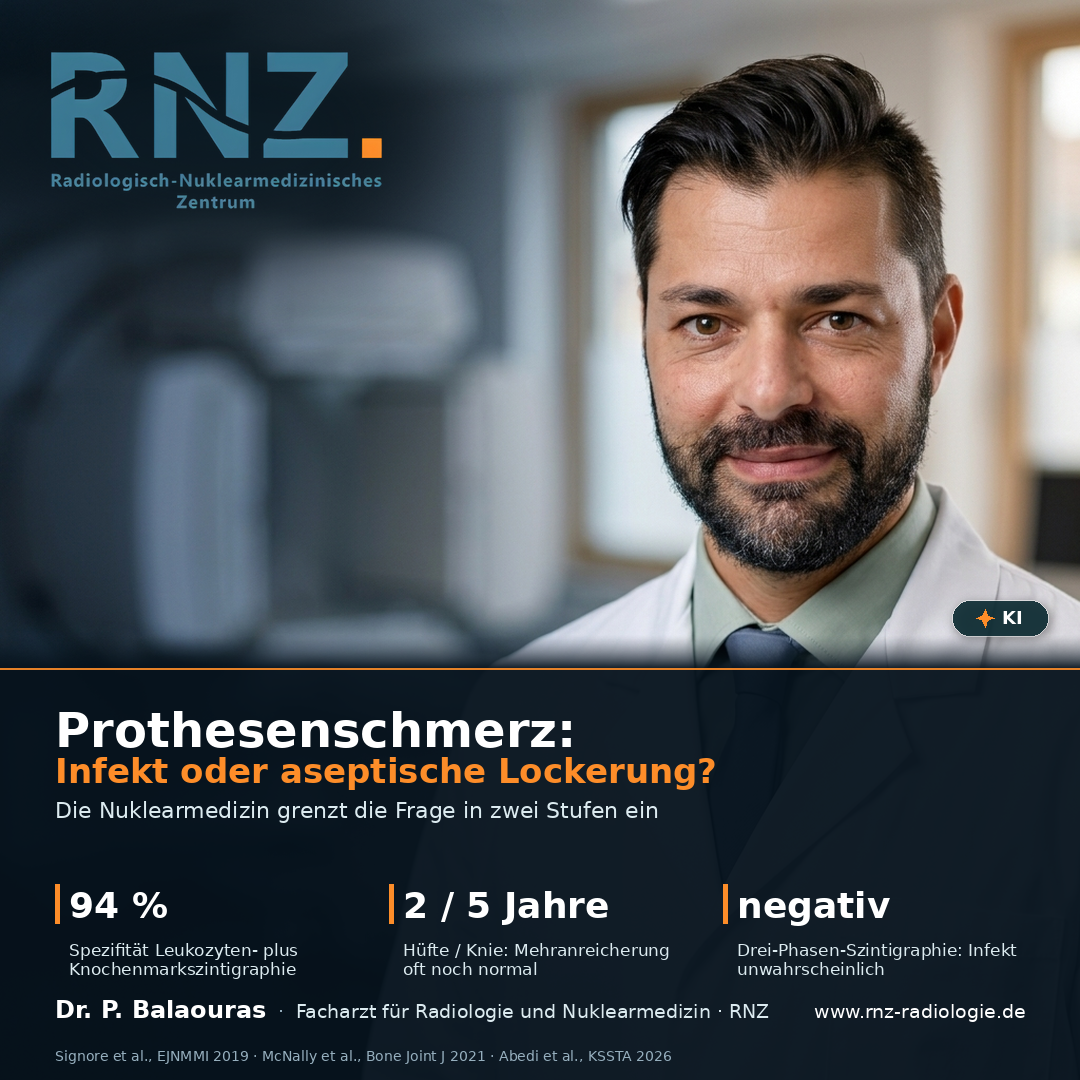 RNZ.
Radiologisch-Nuklearmedizinisches
Zentrum
KI
Prothesenschmerz:
Infekt oder aseptische Lockerung?
Die Nuklearmedizin grenzt die Frage in zwei Stufen ein
94 %
Spezifität Leukozyten- plus
Knochenmarkszintigraphie
2 / 5 Jahre
Hüfte / Knie: Mehranreicherung
oft noch normal
negativ
Drei-Phasen-Szintigraphie: Infekt
unwahrscheinlich
Dr. P. Balaouras · Facharzt für Radiologie und Nuklearmedizin · RNZ www.rnz-radiologie.de
Signore et al., EJNMMI 2019 · McNally et al., Bone Joint J 2021 · Abedi et al., KSSTA 2026